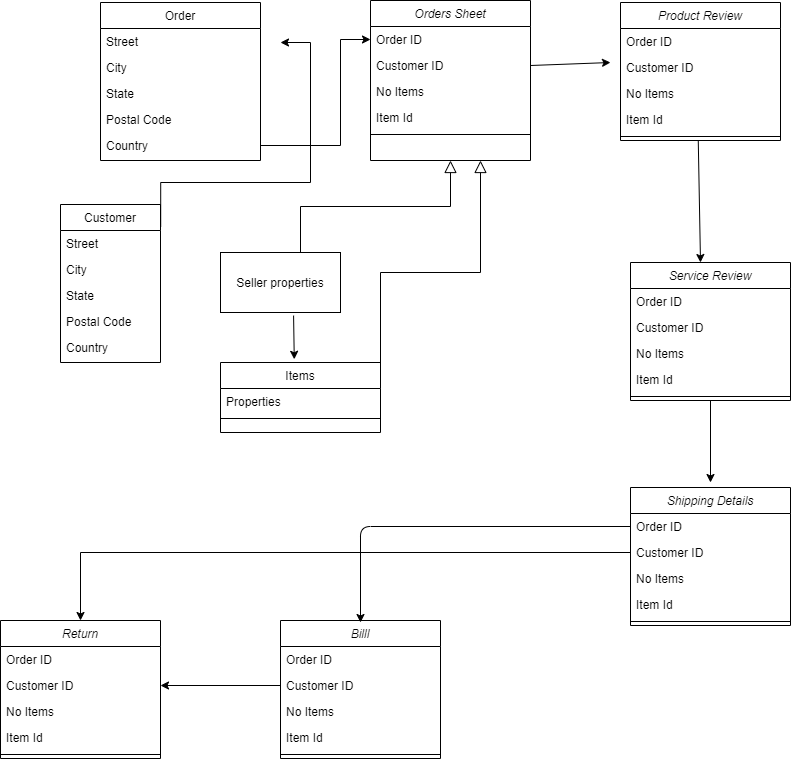 Order
Street
City
State
Postal Code
Country
Orders Sheet
Order ID
Customer ID
No Items
Item Id
Product Review
Order ID
Customer ID
No Items
Item Id
Customer
Street
City
State
Postal Code
Country
Seller properties
Items
Properties
Service Review
Order ID
Customer ID
No Items
Item Id
Shipping Details
Order ID
Customer ID
No Items
Item Id
Return
Order ID
Customer ID
No Items
Item Id
Billl
Order ID
Customer ID
No Items
Item Id